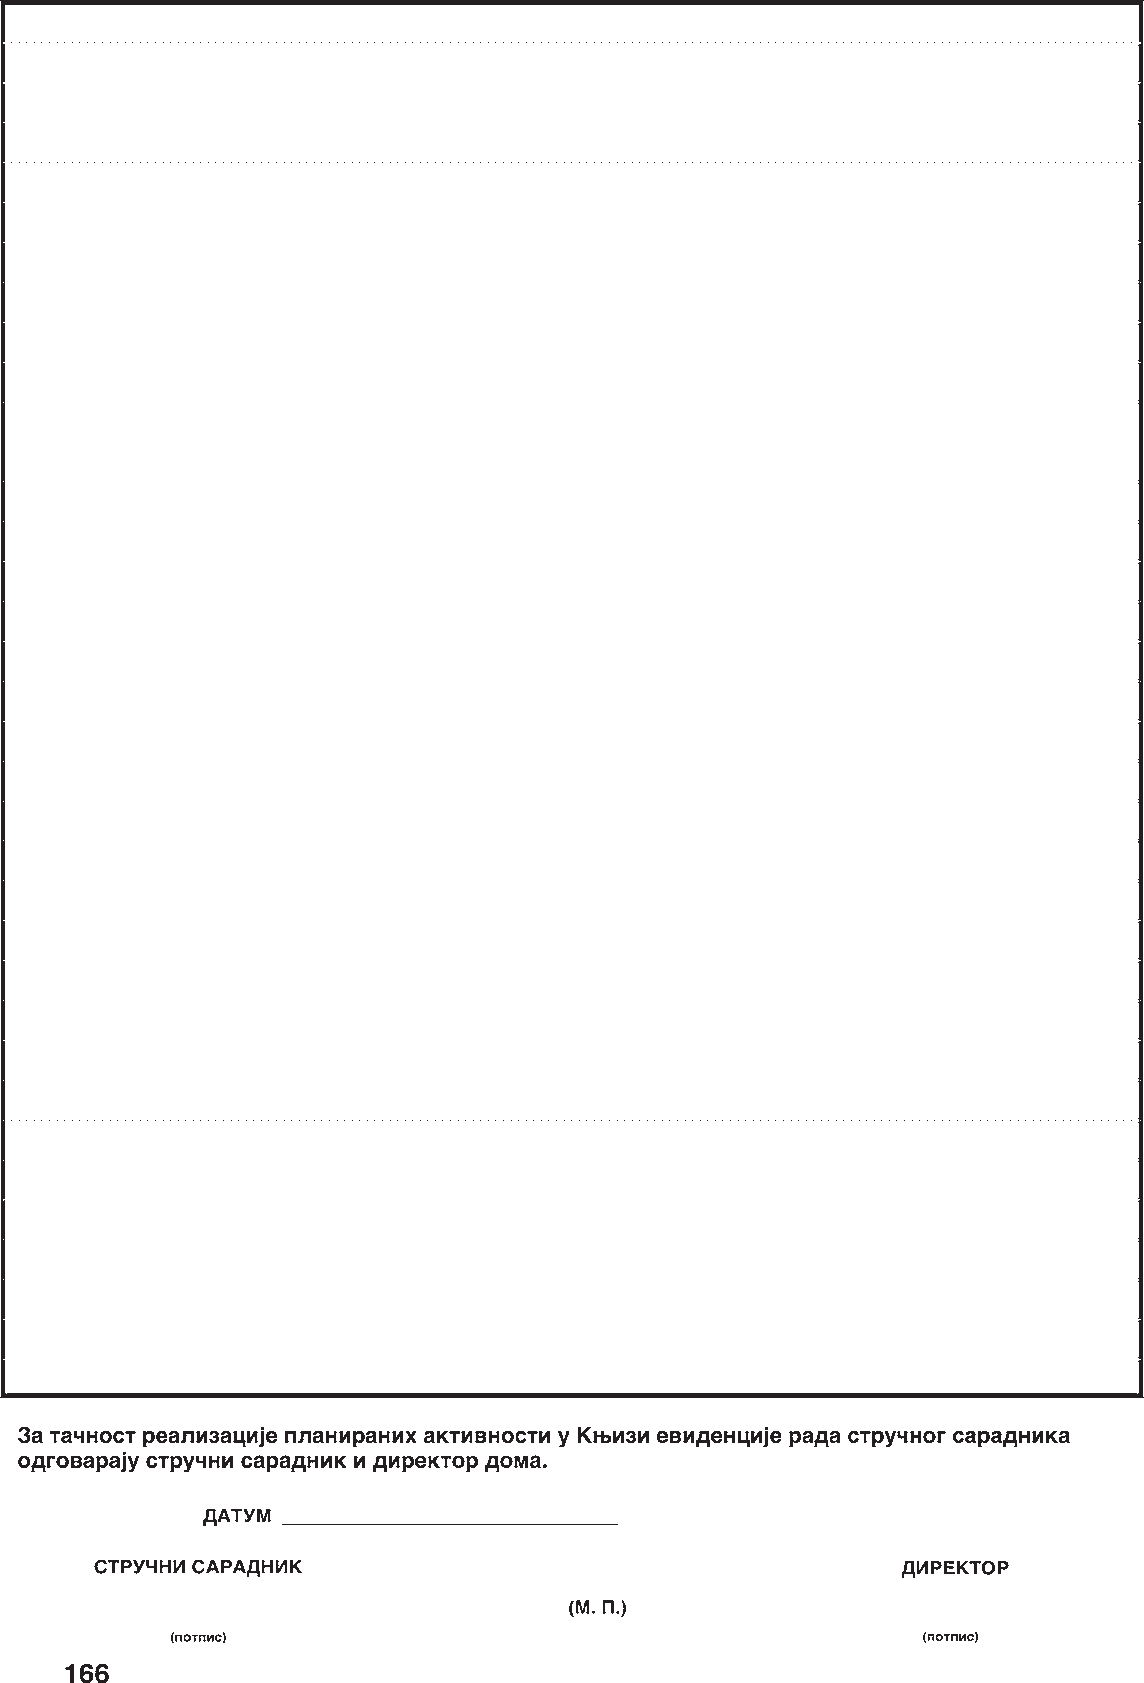 За тачност реализације планираних активности у Књизи евиденције рада стручног сарадника
одговарају стручни сарадник и директор дома.
ДАТУМ
СТРУЧНИ САРАДНИК ДИРЕКТОР
(М. П.)
(потпис) (потпис)
166